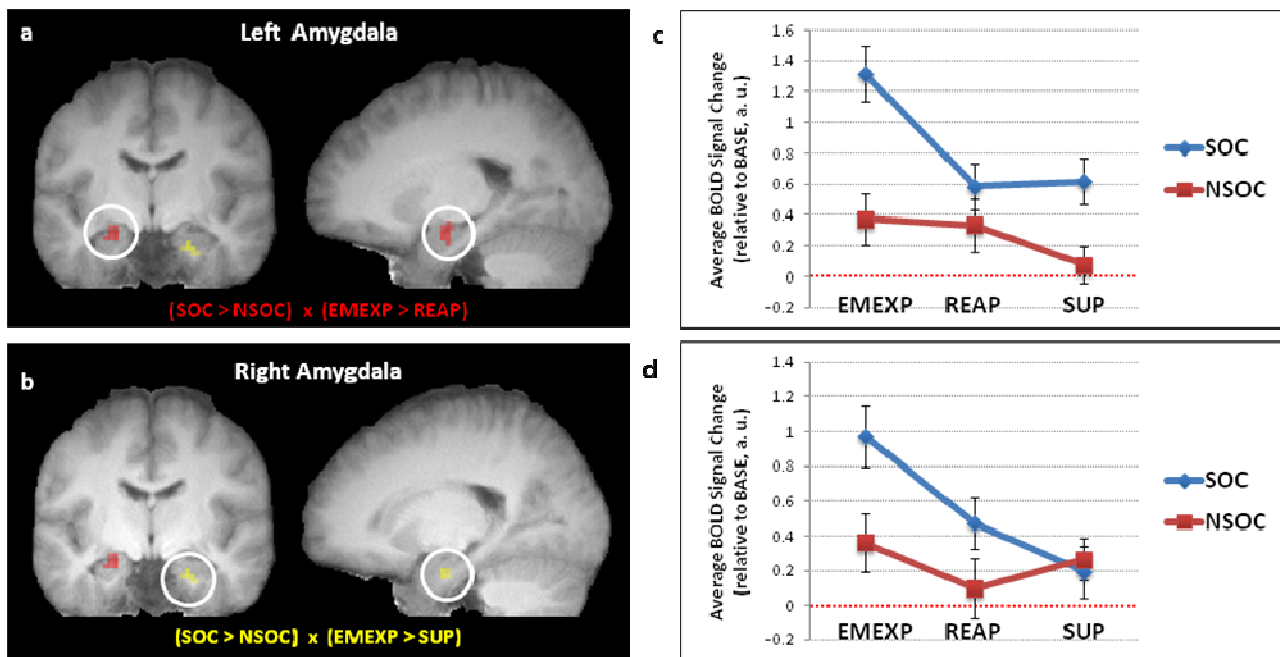 a
Left Amygdala
(SOC > NSOC) x (EMEXP > REAP)
b
Right Amygdala
(SOC > NSOC) x (EMEXP > SUP)
c
Average BOLD Signal Change
(relative to BASE, a. u.)
1.6
1.4
1.2
1
0.8
0.6
0.4
0.2
0
-0.2
EMEXP REAP SUP
SOC
NSOC
d
Average BOLD Signal Change
(relative to BASE, a. u.)
1.4
1.2
1
0.8
0.6
0.4
0.2
0
-0.2
EMEXP REAP SUP
SOC
NSOC